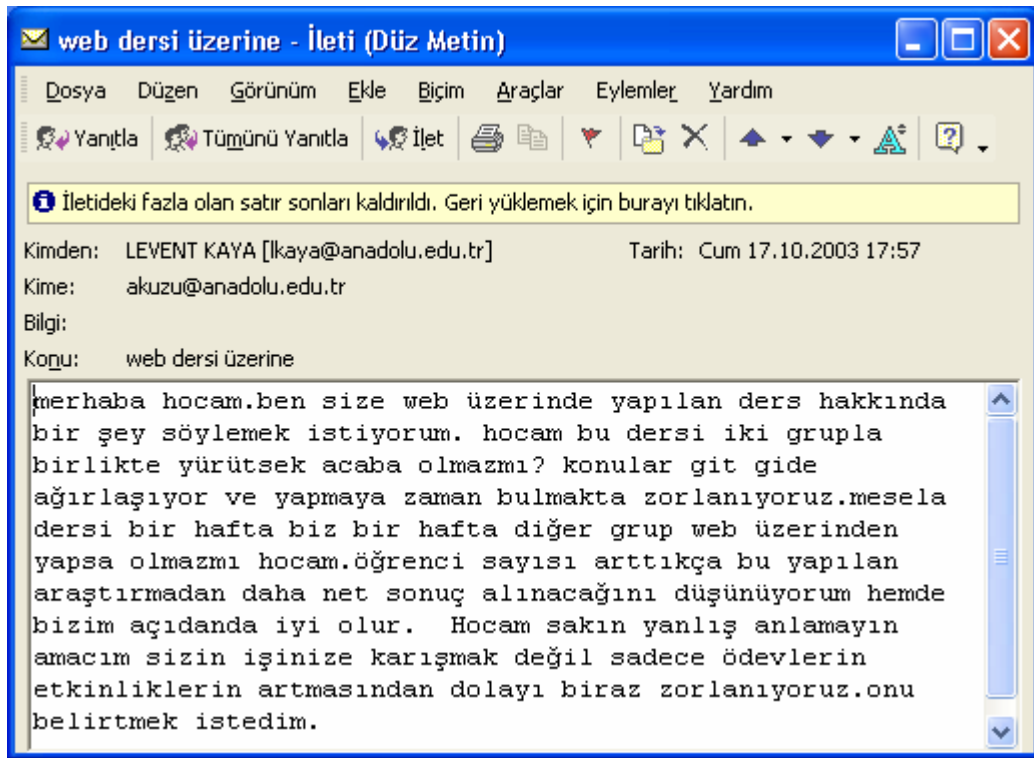 web dersi üzerine - İleti (Düz Metin)
Dosya Düzen Görünüm Ekle Biçim Araçlar Eylemler Yardım
Yanıtla Tümünü Yanıtla İlet
İletideki fazla olan satır sonları kaldırıldı. Geri yüklemek için burayı tıklatın.
Kimden: LEVENT KAYA [lkaya@anadolu.edu.tr] Tarih: Cum 17.10.2003 17:57
Kime: akuzu@anadolu.edu.tr
Bilgi:
Konu: web dersi üzerine
merhaba hocam.ben size web üzerinde yapılan ders hakkında
bir şey söylemek istiyorum. hocam bu dersi iki grupla
birlikte yürütsek acaba olmazmı? konular git gide
ağırlaşıyor ve yapmaya zaman bulmakta zorlanıyoruz.mesela
dersi bir hafta biz bir hafta diğer grup web üzerinden
yapsa olmazmı hocam.öğrenci sayısı arttıkça bu yapılan
araştırmadan daha net sonuç alınacağını düşünüyorum hemde
bizim açıdanda iyi olur.  Hocam sakın yanlış anlamayın
amacım sizin işinize karışmak değil sadece ödevlerin
etkinliklerin artmasından dolayı biraz zorlanıyoruz.onu
belirtmek istedim.